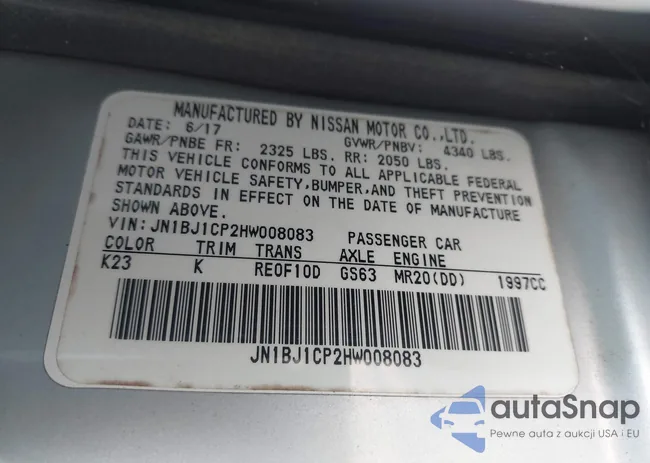 MANUFACTURED BY NISSAN MOTOR CO.,LTD.
DATE: 6/17 GVWR/PNBV: 4340 LBS.
GAWR/PNBE FR: 2325 LBS. RR: 2050 LBS.
THIS VEHICLE CONFORMS TO ALL APPLICABLE FEDERAL
MOTOR VEHICLE SAFETY,BUMPER,AND THEFT PREVENTION
STANDARDS IN EFFECT ON THE DATE OF MANUFACTURE
SHOWN ABOVE.
VIN:JN1BJ1CP2HW008083 PASSENGER CAR
COLOR TRIM TRANS AXLE ENGINE
K23 K RE0F10D GS63 MR20(DD) 1997CC
JN1BJ1CP2HW008083
autaSnap
Pewne auta z aukcji USA i EU